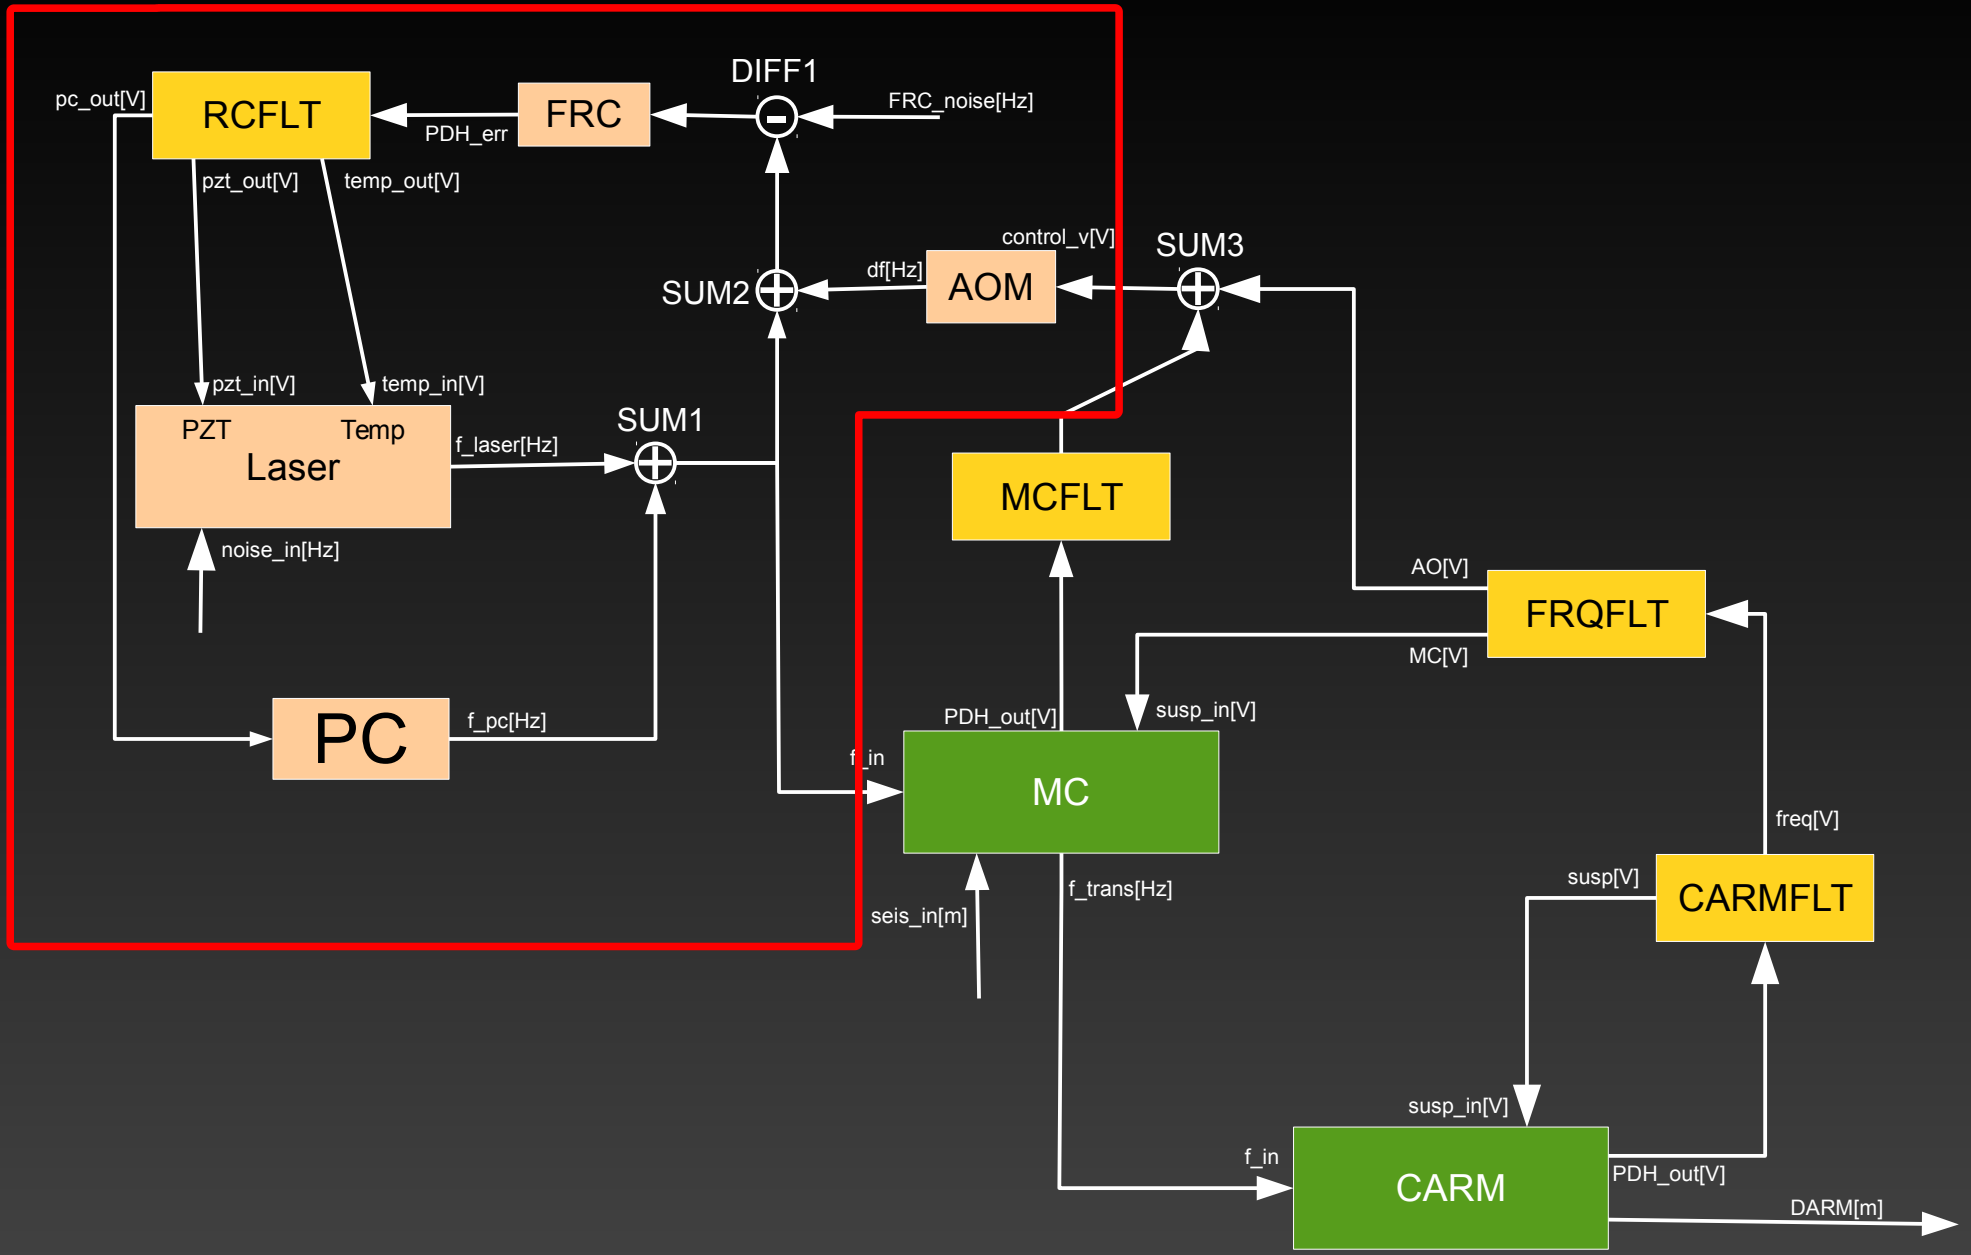 DIFF1
pc_out[V]
RCFLT
FRC
FRC_noise[Hz]
PDH_err
pzt_out[V]
temp_out[V]
control_v[V]
SUM3
df[Hz]
AOM
SUM2
pzt_in[V]
temp_in[V]
PZT
Temp
Laser
f_laser[Hz]
SUM1
MCFLT
noise_in[Hz]
AO[V]
FRQFLT
MC[V]
PC
f_pc[Hz]
PDH_out[V]
susp_in[V]
f_in
MC
freq[V]
f_trans[Hz]
seis_in[m]
susp[V]
CARMFLT
susp_in[V]
f_in
CARM
PDH_out[V]
DARM[m]